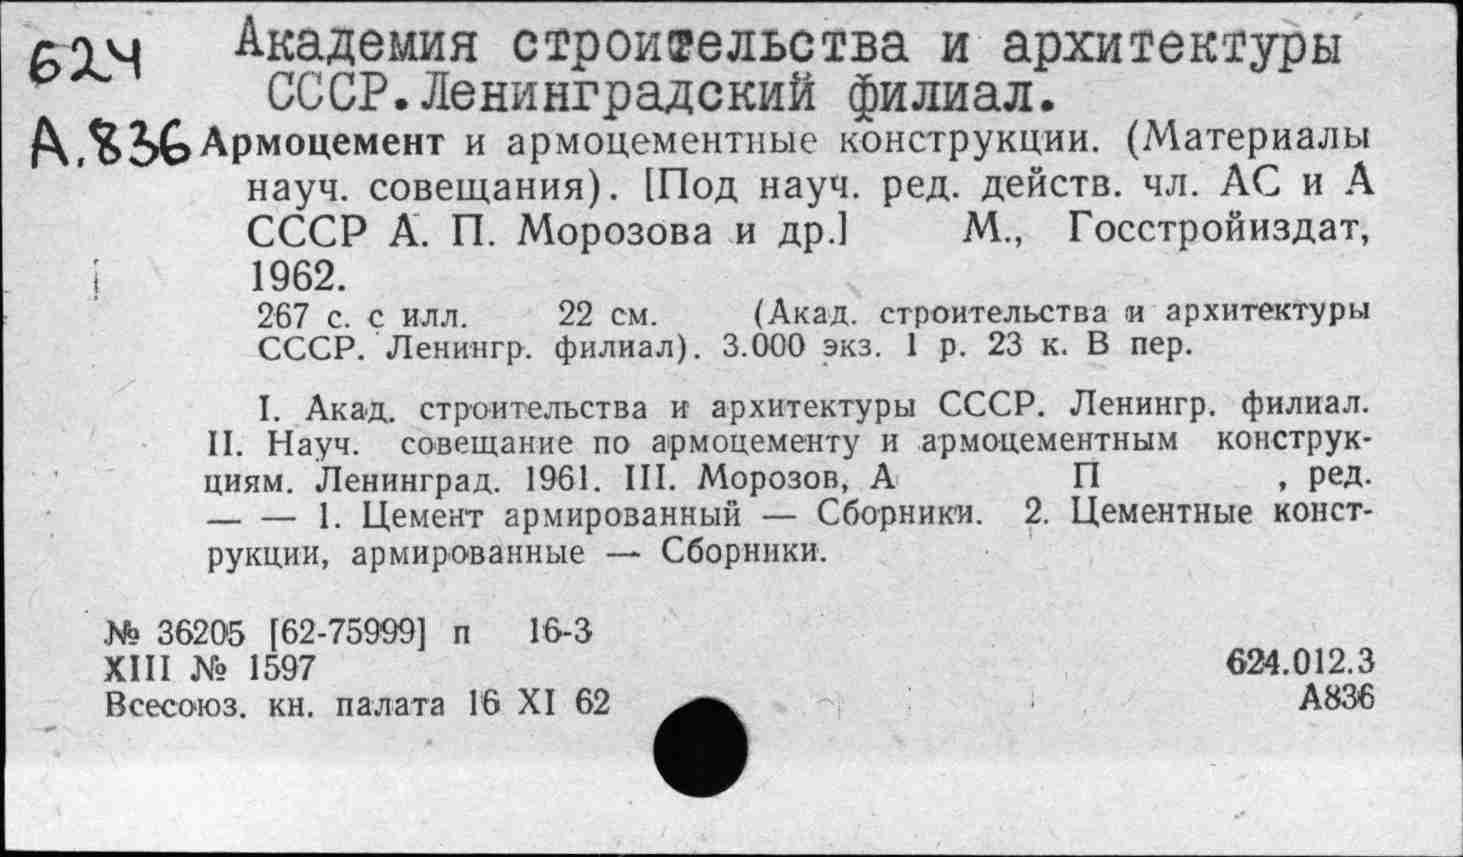 624 Академия строительства и архитектуры
СССР. Ленинградский филиал.
А.836 Армоцемент и армоцементные конструкции. (Материалы
науч. совещания). [Под науч. ред. действ. чл. АС и А
СССР А. П. Морозова и др.] М., Госстройиздат,
1962.
267 с. с илл. 22 см. (Акад. строительства и архитектуры
СССР. Ленингр. филиал). 3.000 экз. 1 р. 23 к. В пер.
I. Акад. строительства и архитектуры СССР. Ленингр. филиал.
II. Науч. совещание по армоцементу и армоцементным конструк-
циям. Ленинград. 1961. III. Морозов, А П , ред.
— — 1. Цемент армированный — Сборники. 2. Цементные конст-
рукции, армированные — Сборники.
№ 36205 [62-75999] п 16-3
XIII № 1597
624.012.3
Всесоюз. кн. палата 16 XI 62
А836